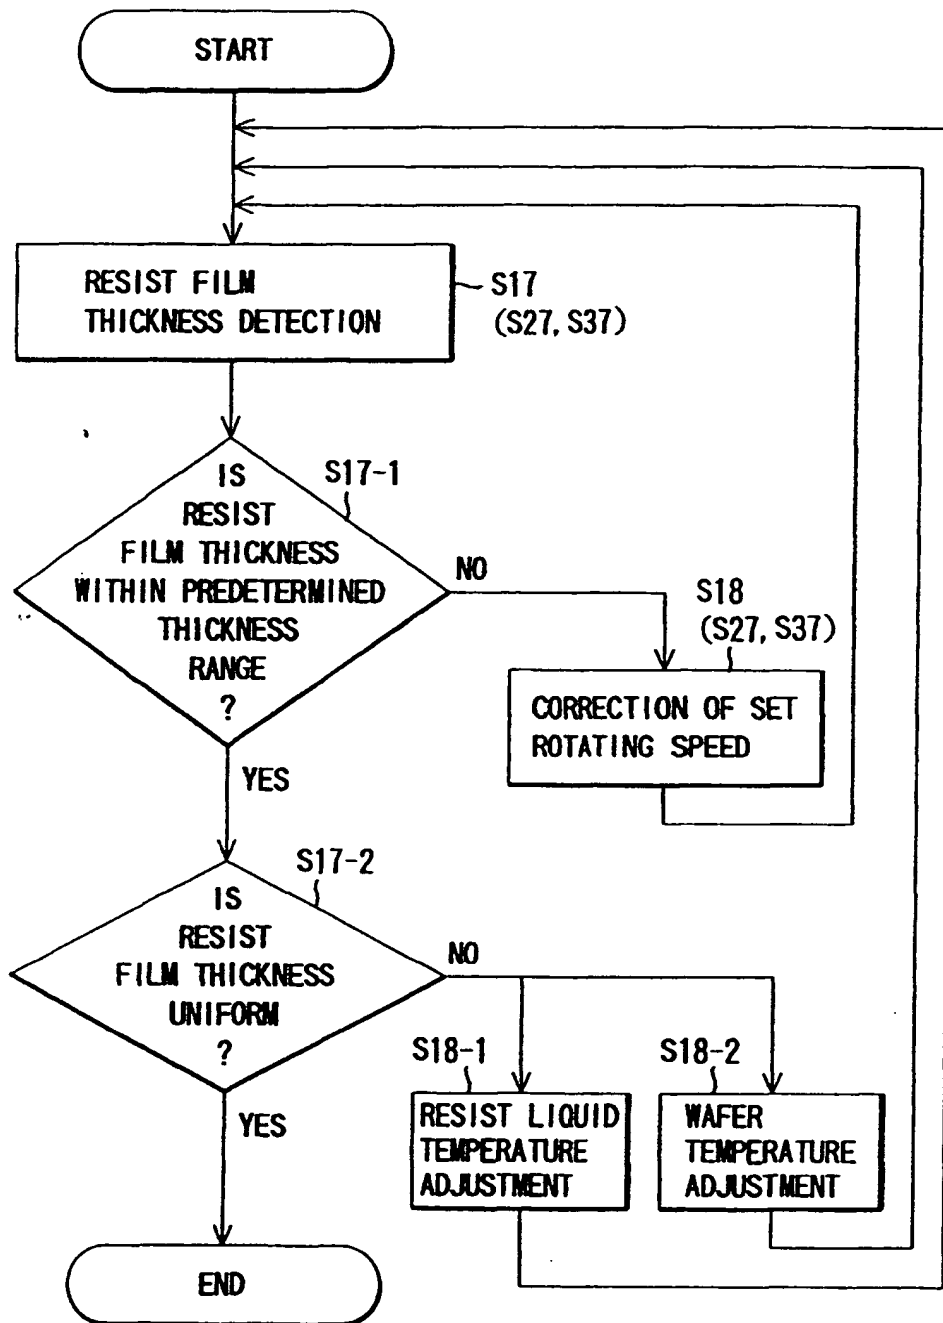 START
RESIST FILM
THICKNESS DETECTION
S17
(S27, S37)
S17-1
IS
RESIST
FILM THICKNESS
WITHIN PREDETERMINED
THICKNESS
RANGE
?
NO
S18
(S27, S37)
CORRECTION OF SET
ROTATING SPEED
YES
S17-2
IS
RESIST
FILM THICKNESS
UNIFORM
?
NO
S18-1
RESIST LIQUID
TEMPERATURE
ADJUSTMENT
S18-2
WAFER
TEMPERATURE
ADJUSTMENT
YES
END